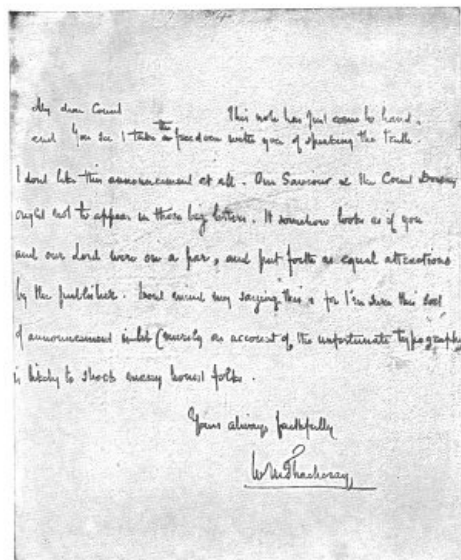 My dear Count This note has just come to hand,
and you see I take the freedom with you of speaking the truth.
I dont like this announcement at all. Our Saviour & the Count Dorsay
ought not to appear in those big letters. It somehow looks as if you
and our Lord were on a par, and put forth as equal attractions
by the publisher. Dont mind my saying this : for I'm sure this sort
of announcement (merely on account of the unfortunate typography)
is likely to shock many honest folks.
Yours always faithfully
W M Thackeray